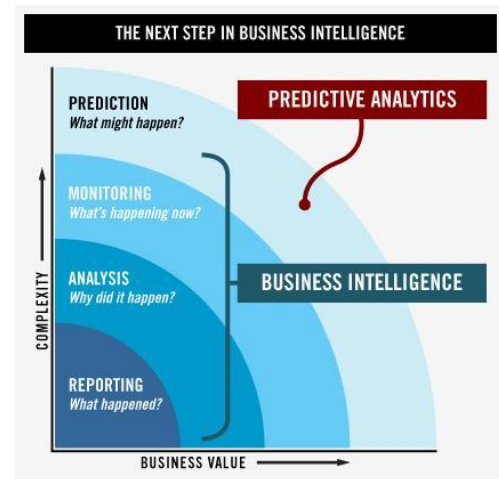 THE NEXT STEP IN BUSINESS INTELLIGENCE
PREDICTION
What might happen?
PREDICTIVE ANALYTICS
MONITORING
What's happening now?
ANALYSIS
Why did it happen?
BUSINESS INTELLIGENCE
REPORTING
What happened?
COMPLEXITY
BUSINESS VALUE